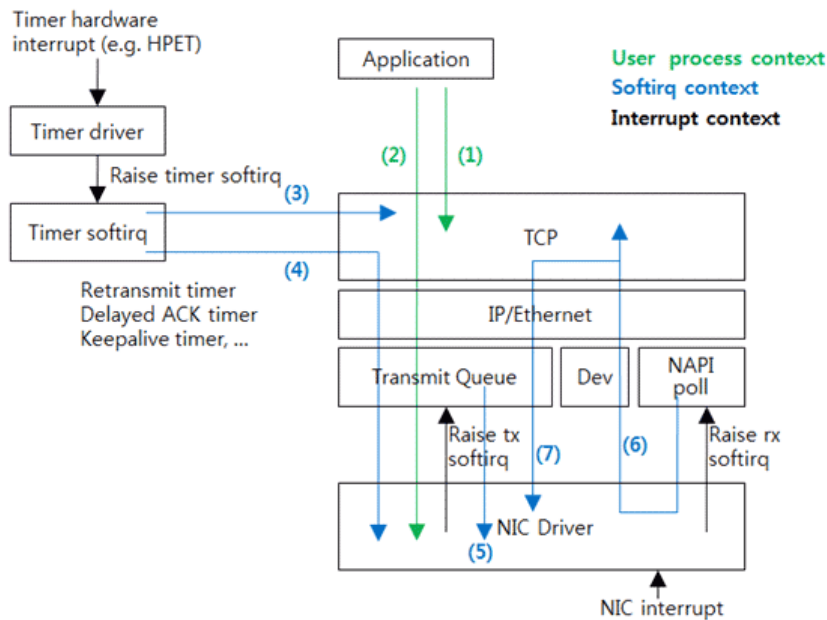 Timer hardware
interrupt (e.g. HPET)
Application
User process context
Softirq context
Interrupt context
Timer driver
(2)
(1)
Raise timer softirq
(3)
Timer softirq
TCP
(4)
Retransmit timer
Delayed ACK timer
Keepalive timer, ...
IP/Ethernet
Transmit Queue
Dev
NAPI
poll
Raise tx
softirq
(7)
(6)
Raise rx
softirq
NIC Driver
(5)
NIC interrupt